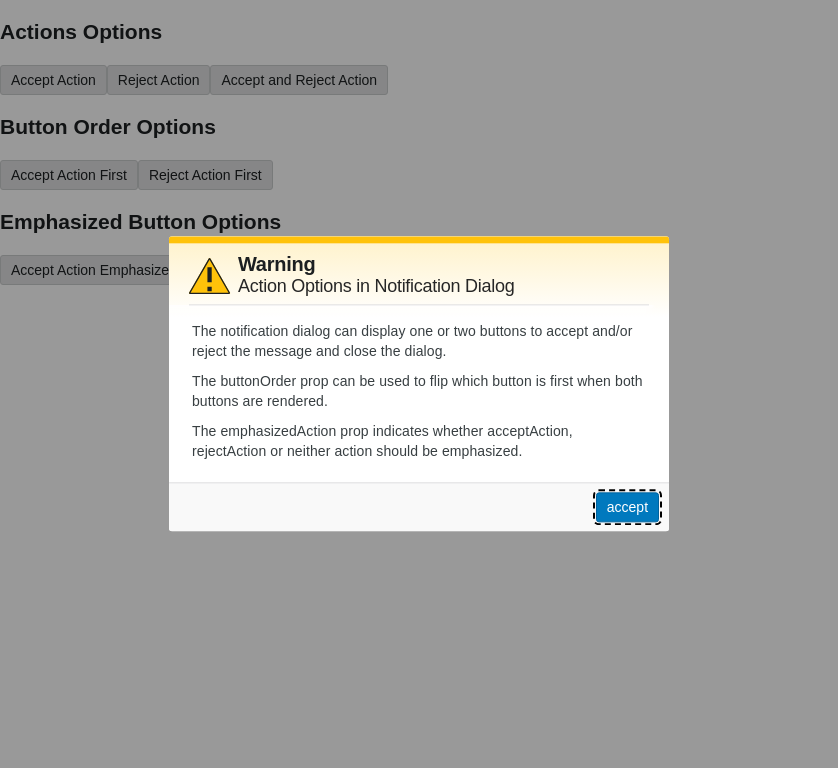 Actions Options
Accept Action Reject Action Accept and Reject Action
Button Order Options
Accept Action First Reject Action First
Emphasized Button Options
Accept Action
Warning
Action Options in Notification Dialog
The notification dialog can display one or two buttons to accept and/or
reject the message and close the dialog.
The buttonOrder prop can be used to flip which button is first when both
buttons are rendered.
The emphasizedAction prop indicates whether acceptAction,
rejectAction or neither action should be emphasized.
accept